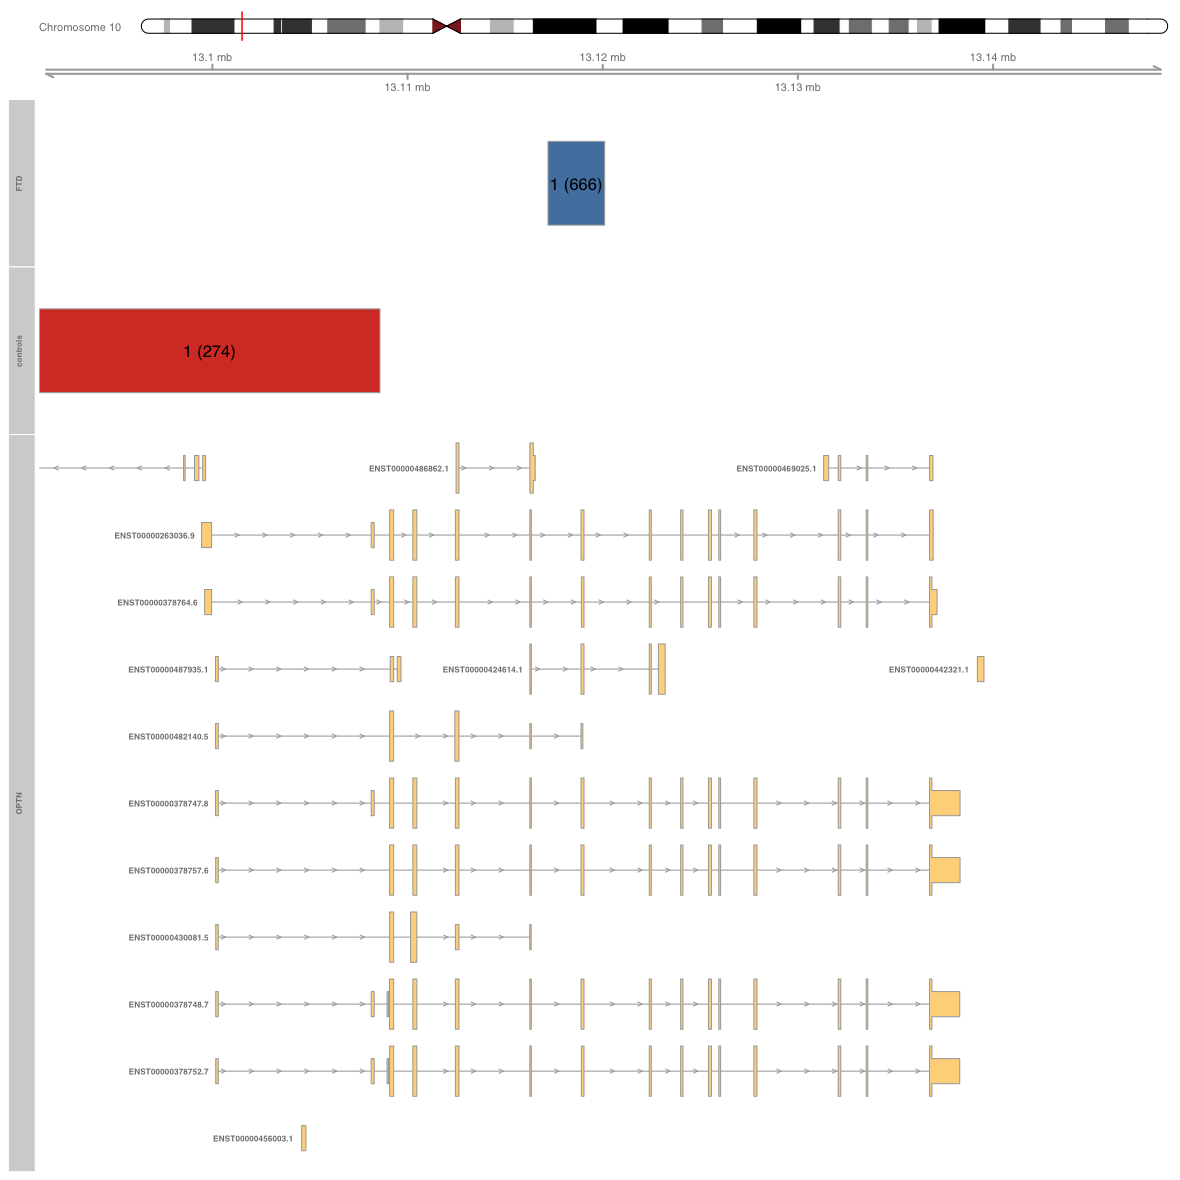 Chromosome 10
13.1 mb
13.12 mb
13.14 mb
13.11 mb
13.13 mb
FTD
1 (666)
controls
1 (274)
OPTN
ENST00000486862.1
ENST00000469025.1
ENST00000263036.9
ENST00000378764.6
ENST00000487935.1
ENST00000424614.1
ENST00000442321.1
ENST00000482140.5
ENST00000378747.8
ENST00000378757.6
ENST00000430081.5
ENST00000378748.7
ENST00000378752.7
ENST00000456003.1